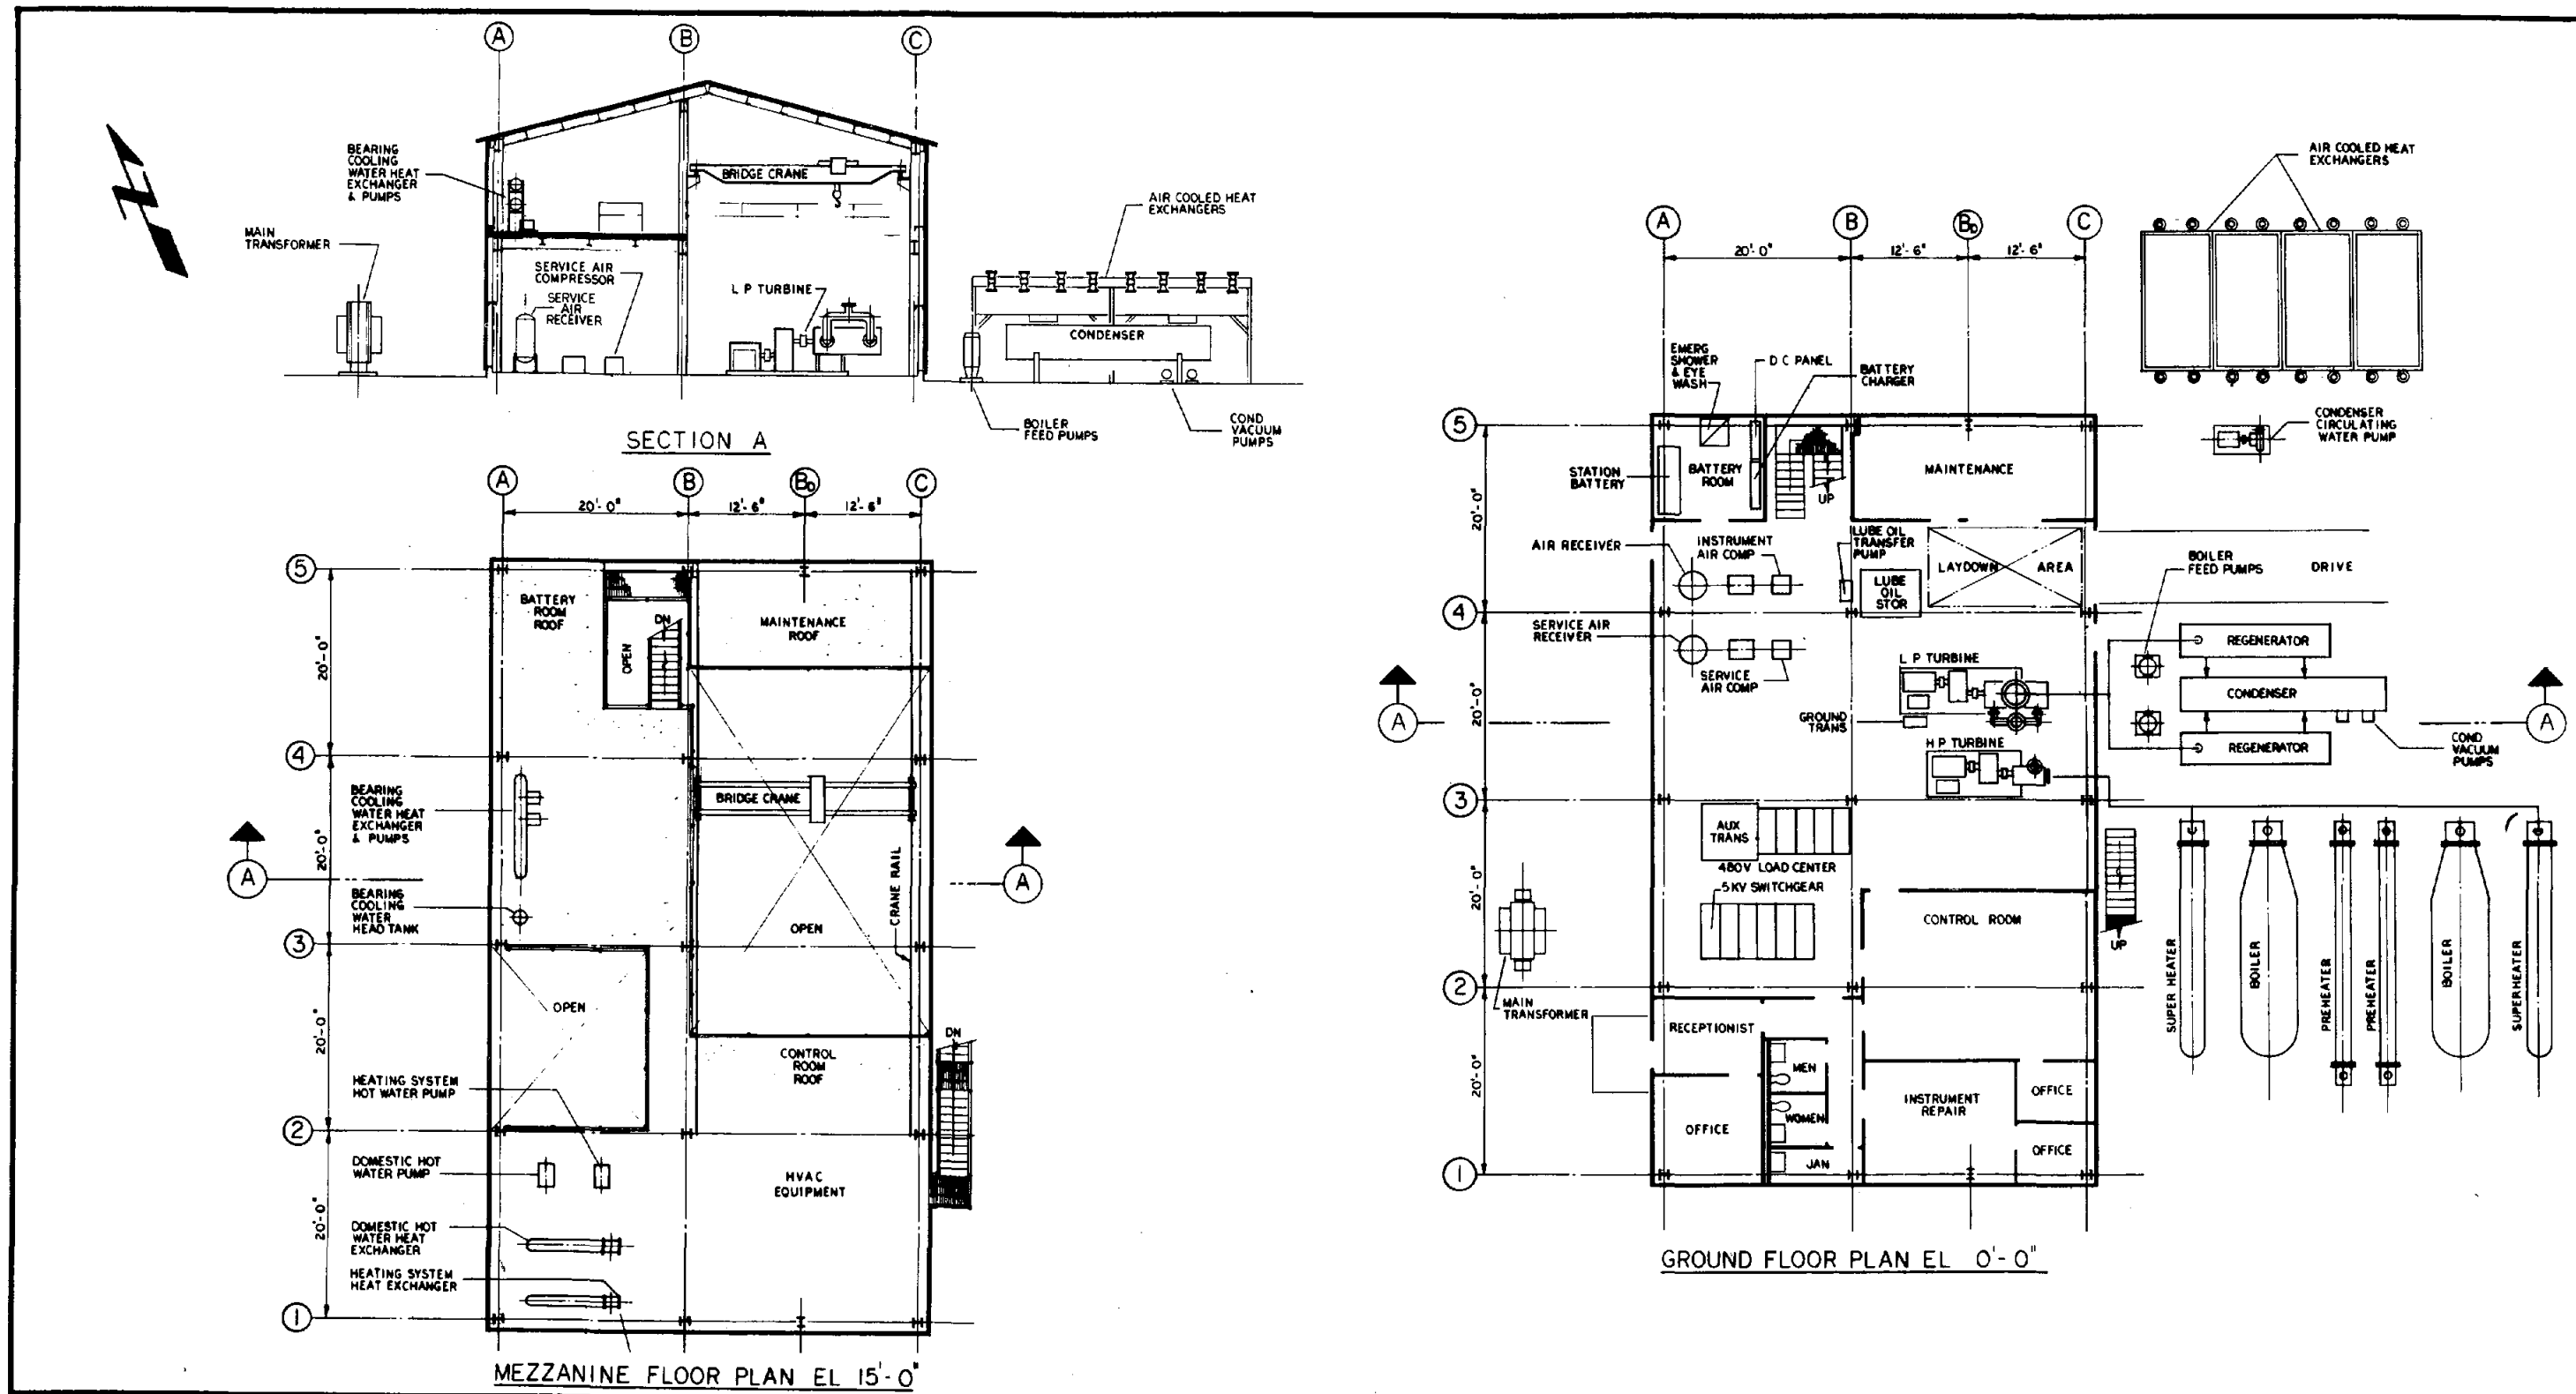 A
B
C
BEARING
COOLING
WATER HEAT
EXCHANGER
& PUMPS
BRIDGE CRANE
AIR COOLED HEAT
EXCHANGERS
MAIN
TRANSFORMER
SERVICE AIR
COMPRESSOR
SERVICE
AIR
RECEIVER
L P TURBINE
CONDENSER
BOILER
FEED PUMPS
COND
VACUUM
PUMPS
SECTION A
A
B
B₀
C
20'-0"
12'-6"
12'-6"
5
BATTERY
ROOM
ROOF
DN
OPEN
MAINTENANCE
ROOF
20'-0"
4
BEARING
COOLING
WATER HEAT
EXCHANGER
& PUMPS
BRIDGE CRANE
20'-0"
A
A
CRANE RAIL
BEARING
COOLING
WATER
HEAD TANK
OPEN
3
OPEN
20'-0"
DN
CONTROL
ROOM
ROOF
HEATING SYSTEM
HOT WATER PUMP
2
DOMESTIC HOT
WATER PUMP
HVAC
EQUIPMENT
20'-0"
DOMESTIC HOT
WATER HEAT
EXCHANGER
HEATING SYSTEM
HEAT EXCHANGER
1
MEZZANINE FLOOR PLAN EL 15'-0"
AIR COOLED HEAT
EXCHANGERS
A
B
B₀
C
20'-0"
12'-6"
12'-6"
EMERG
SHOWER
& EYE
WASH
D C PANEL
BATTERY
CHARGER
CONDENSER
CIRCULATING
WATER PUMP
5
STATION
BATTERY
BATTERY
ROOM
UP
MAINTENANCE
20'-0"
AIR RECEIVER
INSTRUMENT
AIR COMP
LUBE OIL
TRANSFER
PUMP
LUBE
OIL
STOR
LAYDOWN AREA
BOILER
FEED PUMPS
DRIVE
4
SERVICE AIR
RECEIVER
SERVICE
AIR COMP
L P TURBINE
REGENERATOR
CONDENSER
REGENERATOR
20'-0"
A
A
GROUND
TRANS
H P TURBINE
COND
VACUUM
PUMPS
3
AUX
TRANS
480V LOAD CENTER
5KV SWITCHGEAR
20'-0"
CONTROL ROOM
UP
SUPER HEATER
BOILER
PREHEATER
PREHEATER
BOILER
SUPERHEATER
2
MAIN
TRANSFORMER
RECEPTIONIST
MEN
WOMEN
JAN
OFFICE
INSTRUMENT
REPAIR
OFFICE
OFFICE
20'-0"
1
GROUND FLOOR PLAN EL 0'-0"